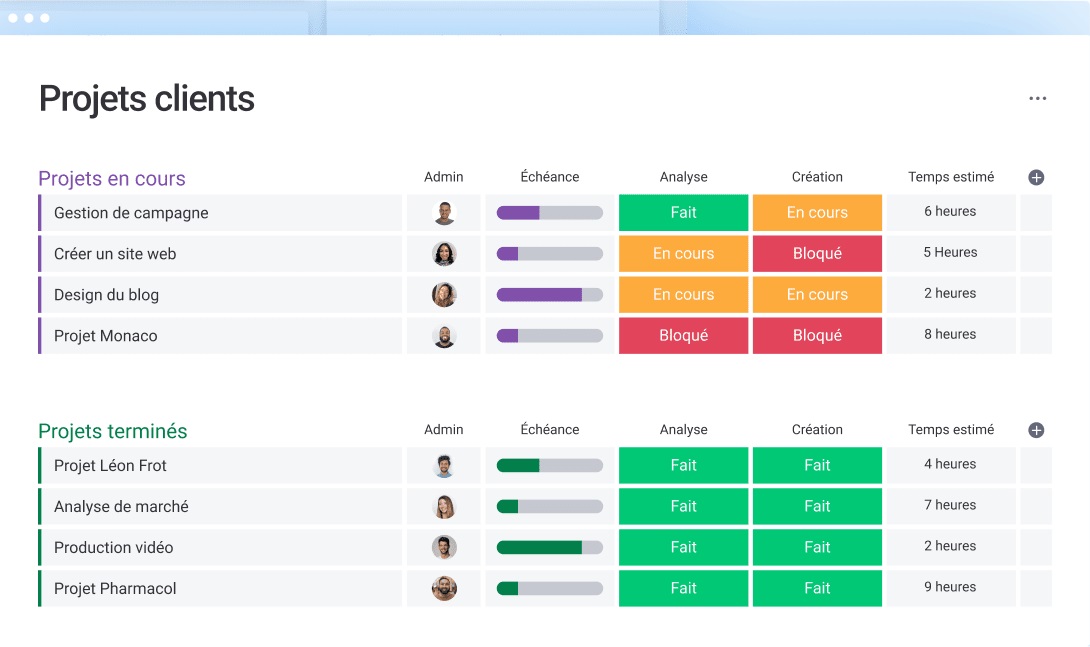 Projets clients
Projets en cours Admin Échéance Analyse Création Temps estimé
Gestion de campagne Fait En cours 6 heures
Créer un site web En cours Bloqué 5 Heures
Design du blog En cours En cours 2 heures
Projet Monaco Bloqué Bloqué 8 heures
Projets terminés Admin Échéance Analyse Création Temps estimé
Projet Léon Frot Fait Fait 4 heures
Analyse de marché Fait Fait 7 heures
Production vidéo Fait Fait 2 heures
Projet Pharmacol Fait Fait 9 heures